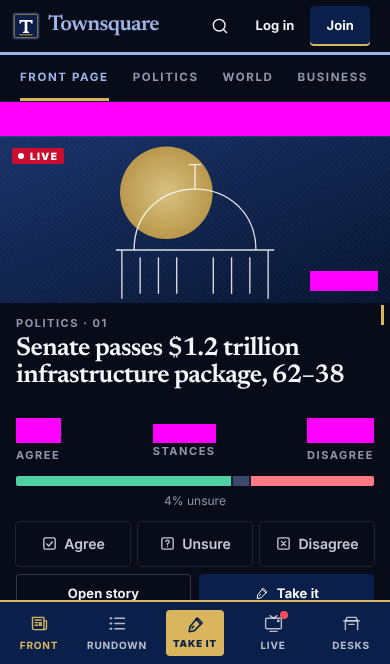 T Townsquare Log in Join
FRONT PAGE POLITICS WORLD BUSINESS
LIVE
POLITICS · 01
Senate passes $1.2 trillion
infrastructure package, 62–38
AGREE STANCES DISAGREE
4% unsure
Agree Unsure Disagree
Open story Take it
FRONT RUNDOWN TAKE IT LIVE DESKS